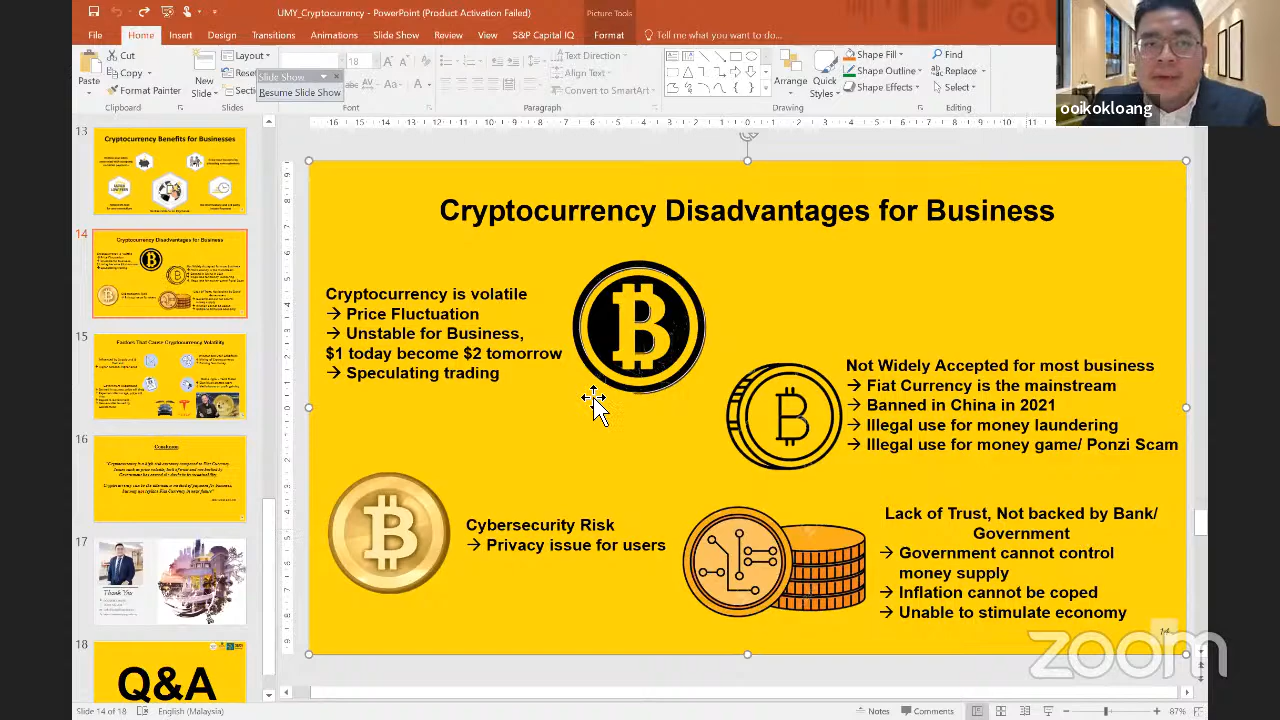 UMY_Cryptocurrency - PowerPoint (Product Activation Failed)
Picture Tools
File Home Insert Design Transitions Animations Slide Show Review View S&P Capital IQ Format Tell me what you want to do...
Paste
Cut
Copy
Format Painter
Clipboard
New
Slide
Layout
Reset
Section
Slide Show
Resume Slide Show
18
Font
Text Direction
Align Text
Convert to SmartArt
Paragraph
Arrange
Quick
Styles
Shape Fill
Shape Outline
Shape Effects
Drawing
Find
Replace
Select
Editing
ooikokloang
13
Cryptocurrency Benefits for Businesses
14
Cryptocurrency Disadvantages for Business
15
Factors That Cause Cryptocurrency Volatility
16
Conclusion
17
Thank You
18
Q&A
Cryptocurrency Disadvantages for Business
Cryptocurrency is volatile
→ Price Fluctuation
→ Unstable for Business,
$1 today become $2 tomorrow
→ Speculating trading
Not Widely Accepted for most business
→ Fiat Currency is the mainstream
→ Banned in China in 2021
→ Illegal use for money laundering
→ Illegal use for money game/ Ponzi Scam
Cybersecurity Risk
→ Privacy issue for users
Lack of Trust, Not backed by Bank/
Government
→ Government cannot control
money supply
→ Inflation cannot be coped
→ Unable to stimulate economy
zoom
Slide 14 of 18 English (Malaysia)
Notes Comments 87%